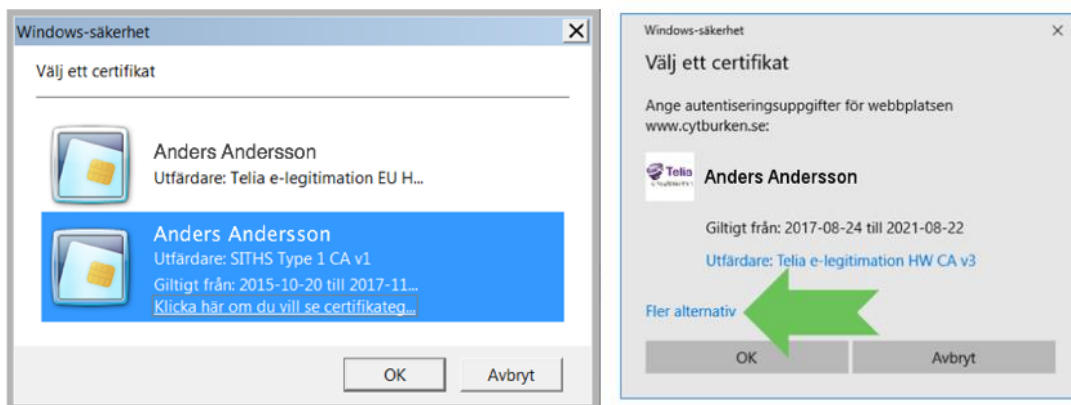 Windows-säkerhet
Välj ett certifikat
Anders Andersson
Utfärdare: Telia e-legitimation EU H...
Anders Andersson
Utfärdare: SITHS Type 1 CA v1
Giltigt från: 2015-10-20 till 2017-11...
Klicka här om du vill se certifikateg...
OK
Avbryt
Windows-säkerhet
Välj ett certifikat
Ange autentiseringsuppgifter för webbplatsen
www.cytburken.se:
Telia
Anders Andersson
Giltigt från: 2017-08-24 till 2021-08-22
Utfärdare: Telia e-legitimation HW CA v3
Fler alternativ
OK
Avbryt